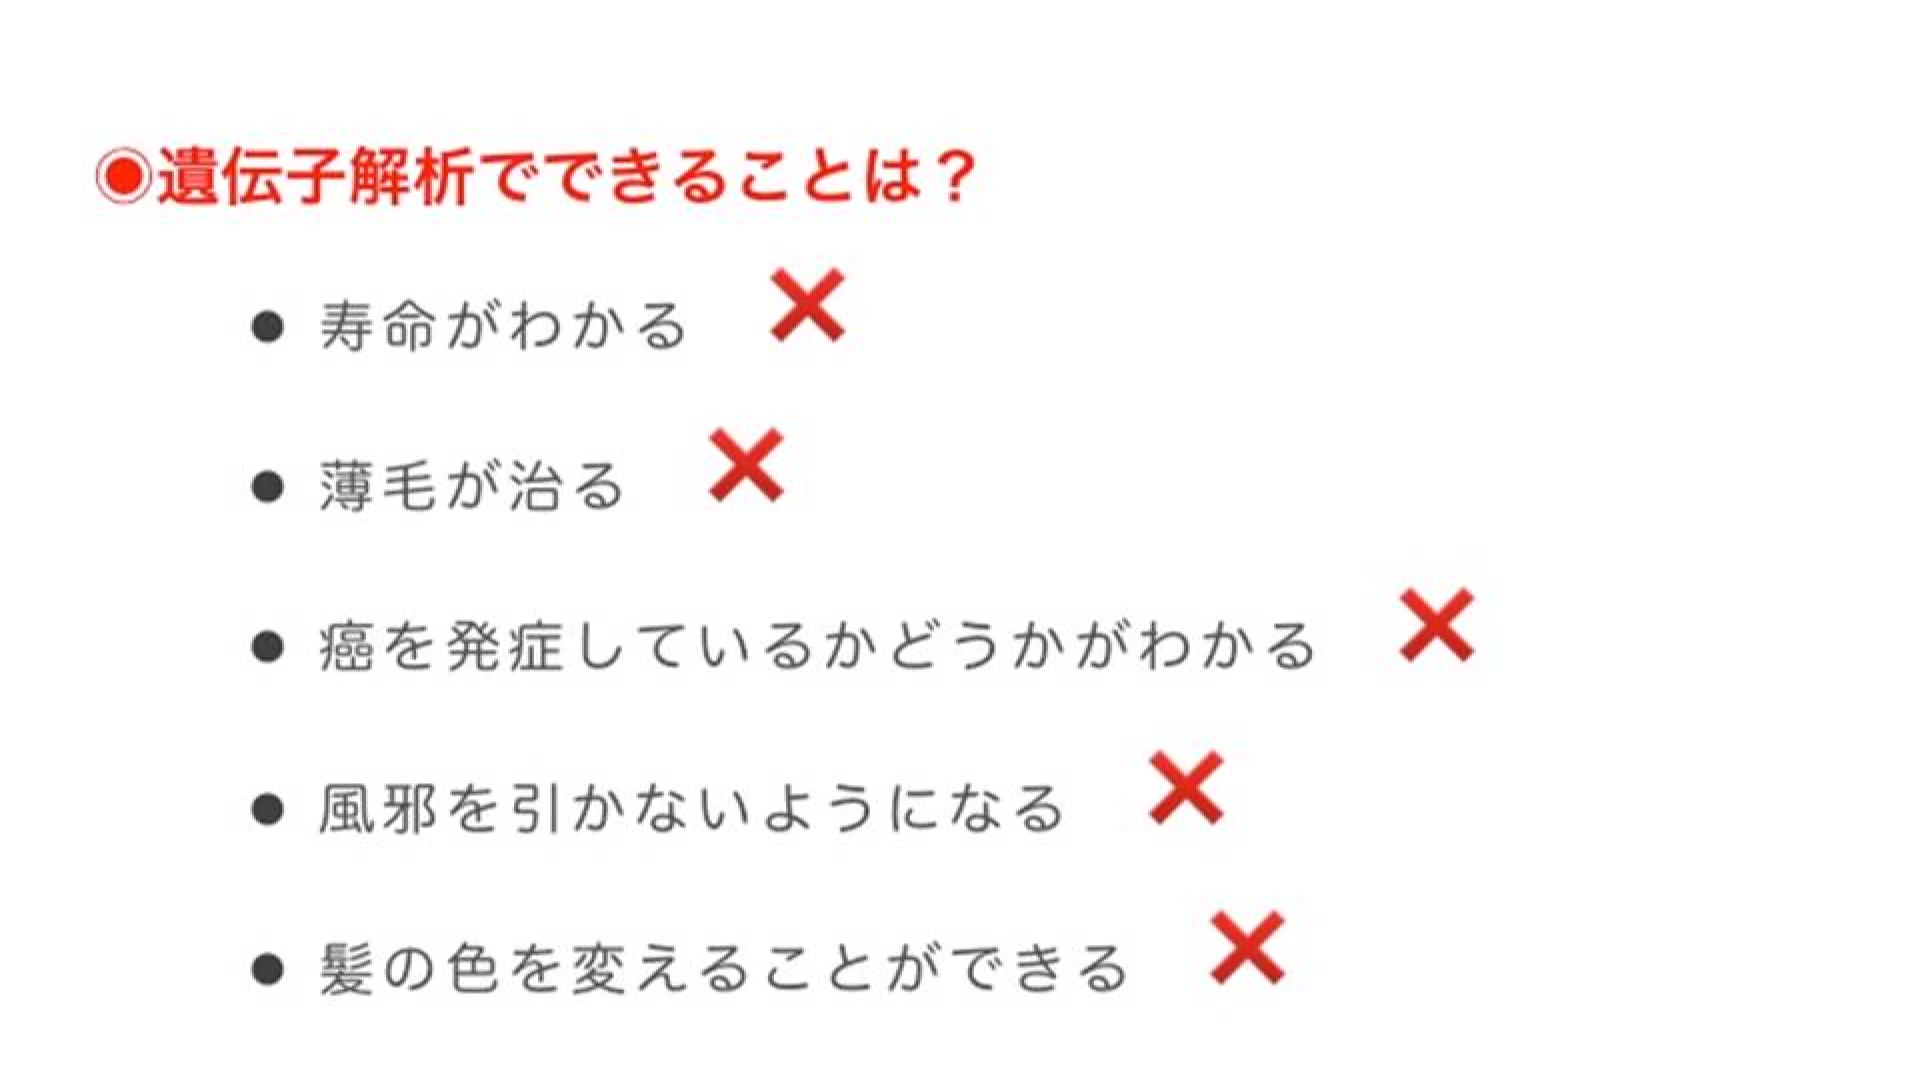 ◉遺伝子解析でできることは？
● 寿命がわかる ❌
● 薄毛が治る ❌
● 癌を発症しているかどうかがわかる ❌
● 風邪を引かないようになる ❌
● 髪の色を変えることができる ❌